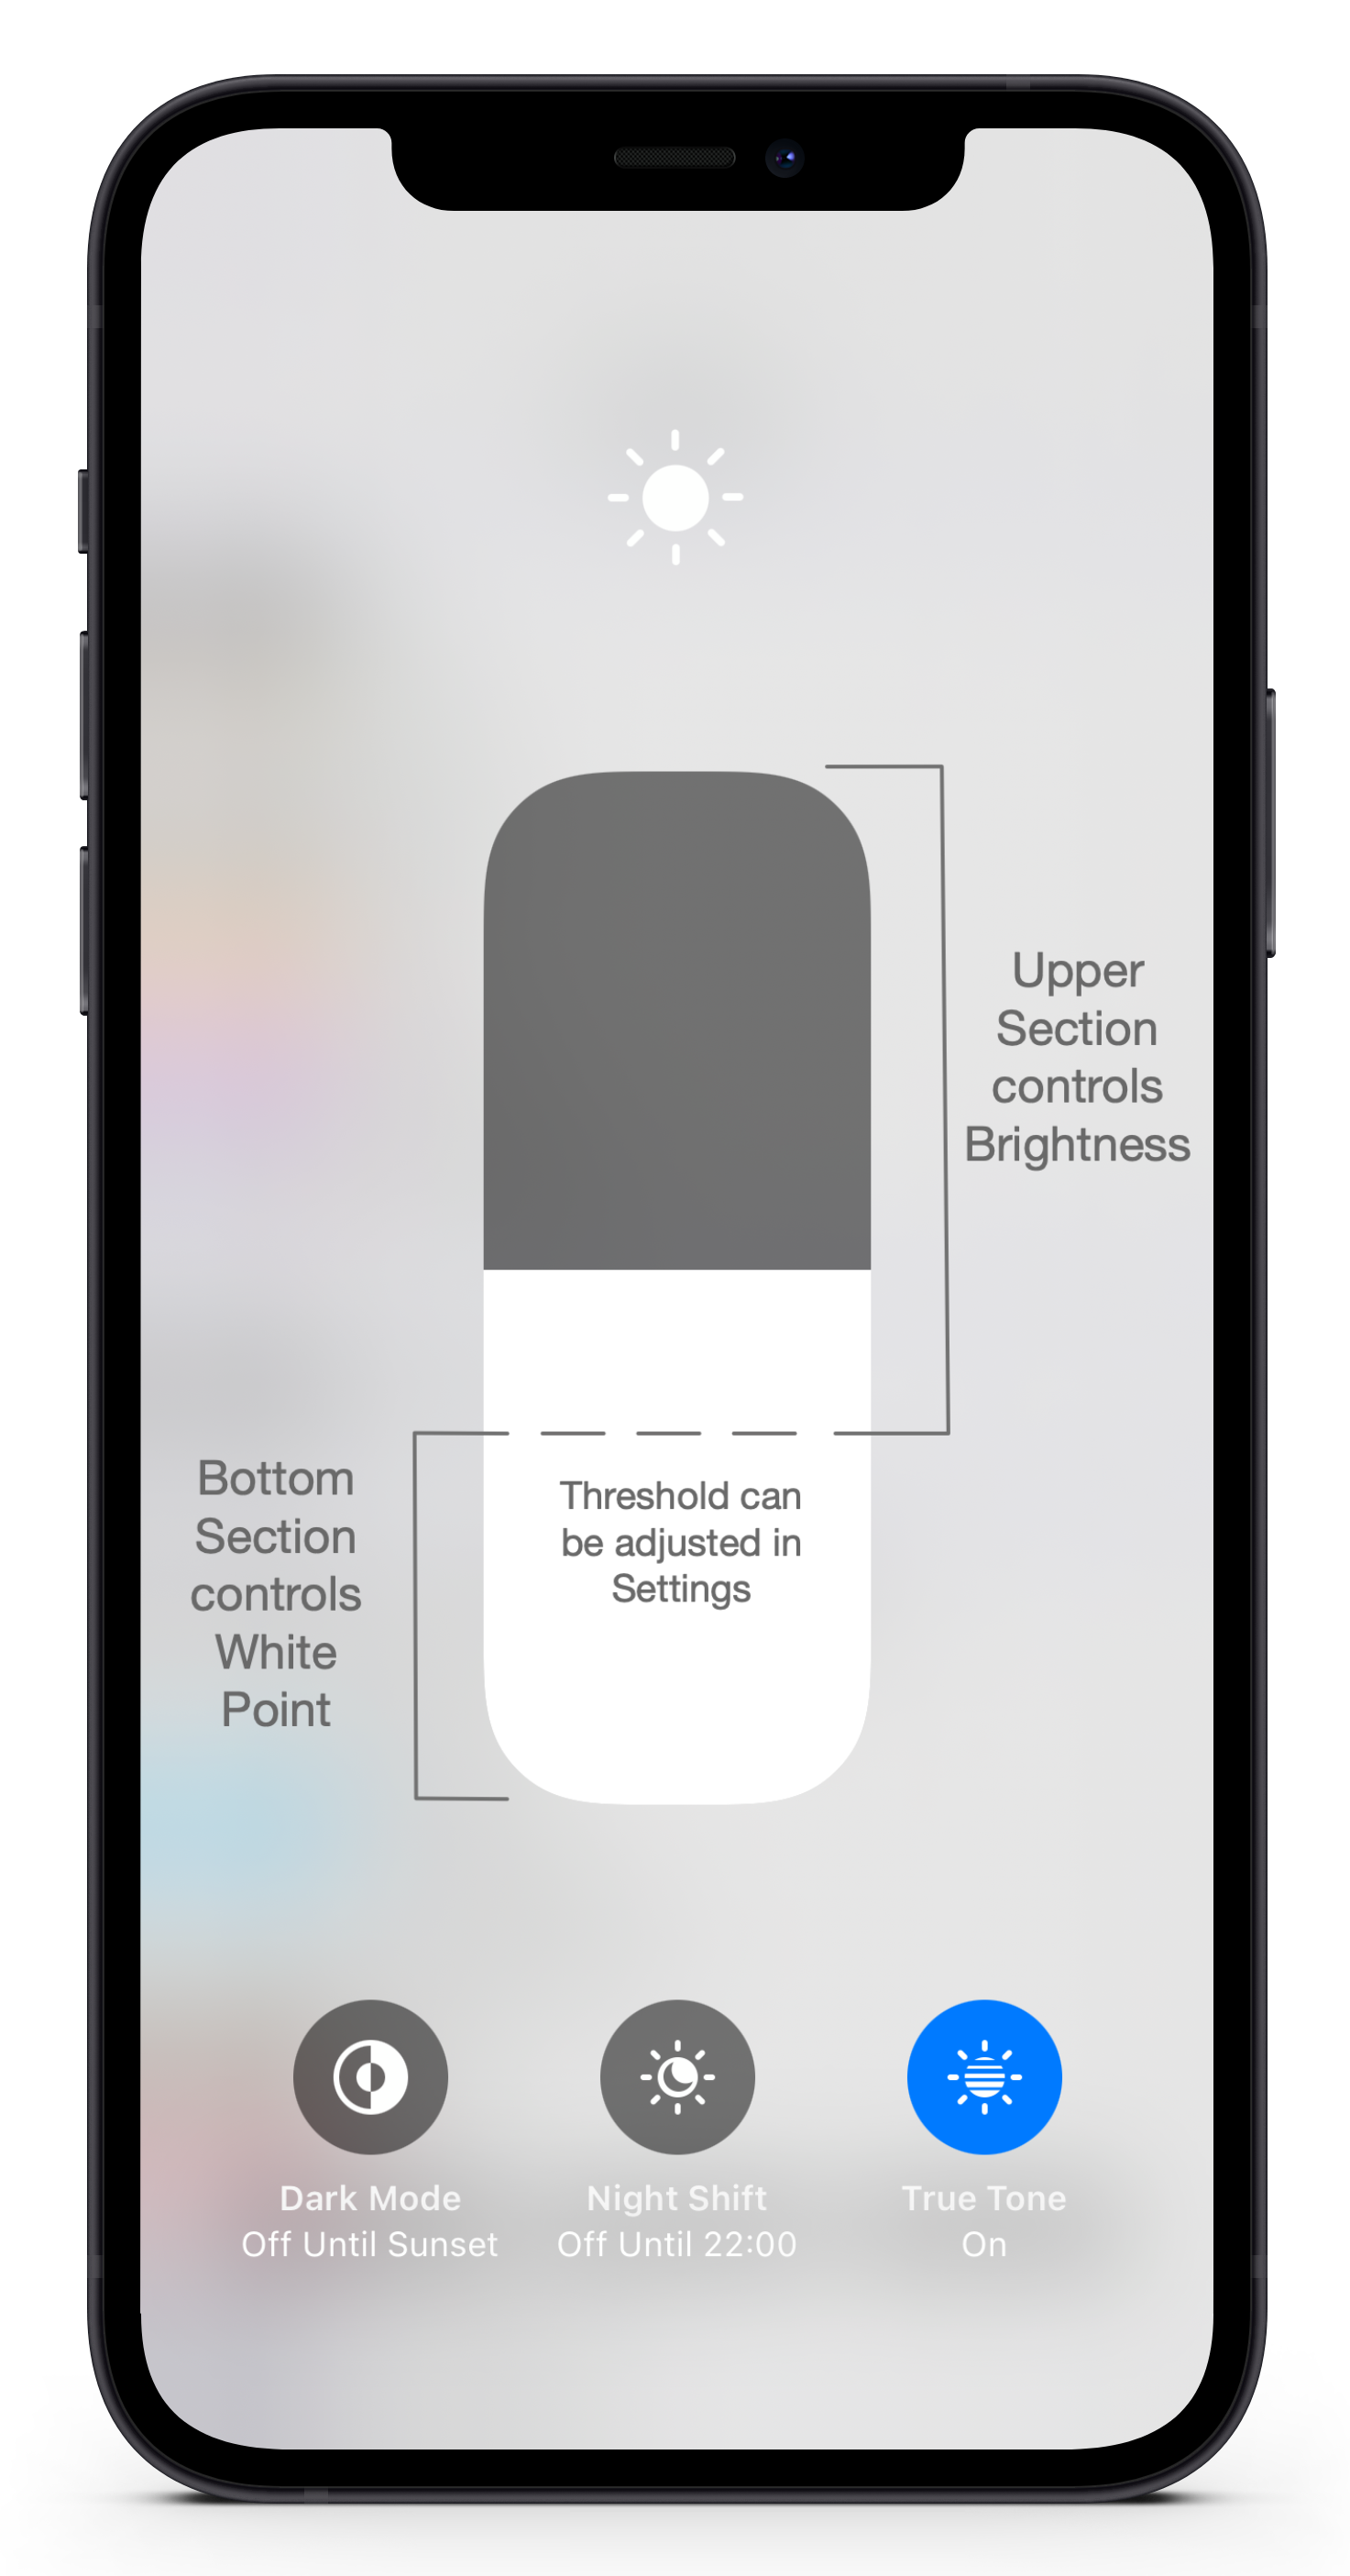 Upper
Section
controls
Brightness
Bottom
Section
controls
White
Point
Threshold can
be adjusted in
Settings
Dark Mode
Off Until Sunset
Night Shift
Off Until 22:00
True Tone
On